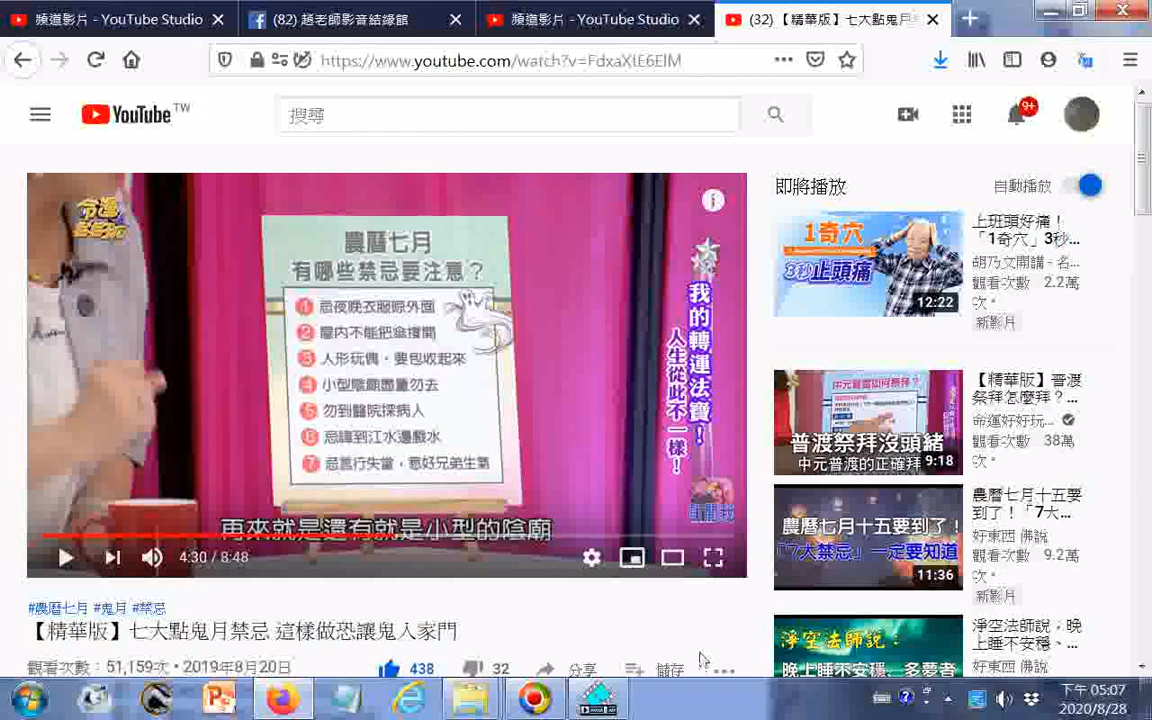 頻道影片 - YouTube Studio
(82) 趙老師影音結緣館
頻道影片 - YouTube Studio
(32) 【精華版】七大點鬼月
https://www.youtube.com/watch?v=FdxaXtE6ElM
YouTube TW
搜尋
9+
農曆七月
有哪些禁忌要注意？
1 忌夜晚衣服晾外面
2 屋內不能把傘撐開
3 人形玩偶，要包收起來
4 小型陰廟盡量勿去
5 勿到醫院探病人
6 忌諱到江水邊戲水
7 忌言行失當，惹好兄弟生氣
我的轉運法寶！
人生從此不一樣！
再來就是還有就是小型的陰廟
4:30 / 8:48
#農曆七月 #鬼月 #禁忌
【精華版】七大點鬼月禁忌 這樣做恐讓鬼入家門
觀看次數：51,159次 • 2019年8月20日
438
32
分享
儲存
即將播放
自動播放
1奇穴
3秒止頭痛
12:22
上班頭好痛！
「1奇穴」3秒...
胡乃文開講 - 名...
觀看次數 2.2萬
次 •
新影片
普渡祭拜沒頭緒
中元普渡的正確拜
9:18
【精華版】普渡
祭拜怎麼拜？...
命運好好玩...
觀看次數 38萬
次 •
農曆七月十五要到了！
「7大禁忌」一定要知道
11:36
農曆七月十五要
到了！「7大...
好東西 佛說
觀看次數 9.2萬
次 •
新影片
淨空法師說：
晚上睡不安穩、多夢者
淨空法師說，晚
上睡不安穩、...
好東西 佛說
下午 05:07
2020/8/28